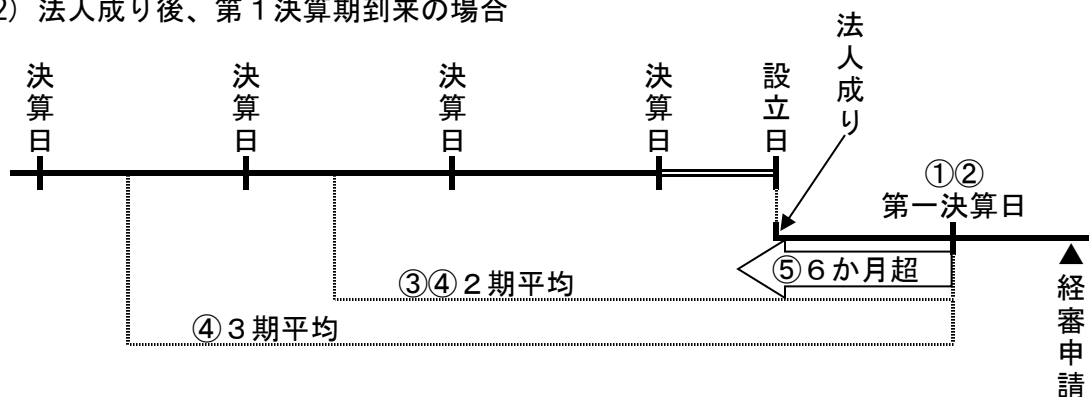 2) 法人成り後、第１決算期到来の場合
決算日
決算日
決算日
決算日
設立日
法人成り
①②
第一決算日
⑤６か月超
③④２期平均
④３期平均
▲経審申請